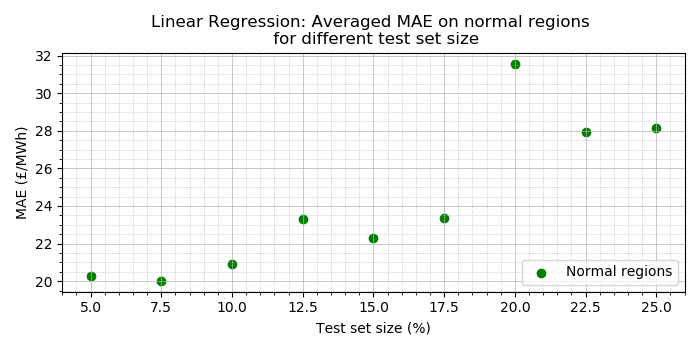 Linear Regression: Averaged MAE on normal regions
for different test set size
32
30
28
26
24
22
20
MAE (£/MWh)
Normal regions
5.0 7.5 10.0 12.5 15.0 17.5 20.0 22.5 25.0
Test set size (%)